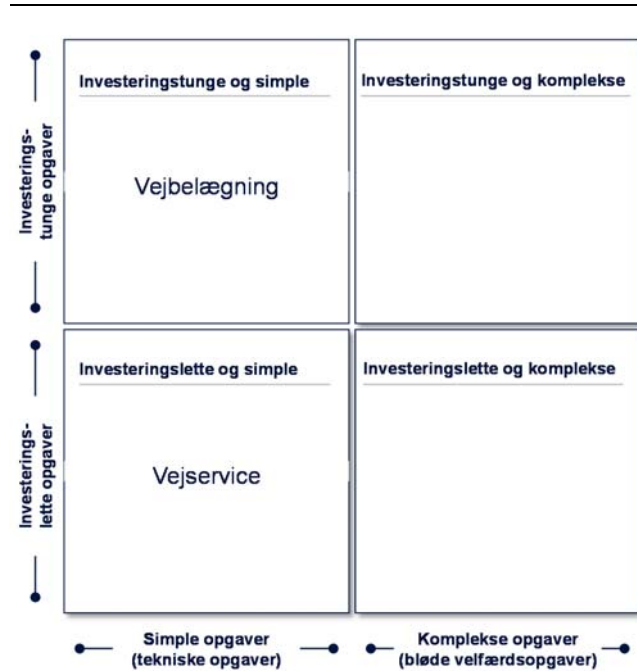 Investeringstunge og simple
Investeringstunge og komplekse
Investerings-
tunge opgaver
Vejbelægning
Investeringslette og simple
Investeringslette og komplekse
Investerings-
lette opgaver
Vejservice
Simple opgaver
(tekniske opgaver)
Komplekse opgaver
(bløde velfærdsopgaver)